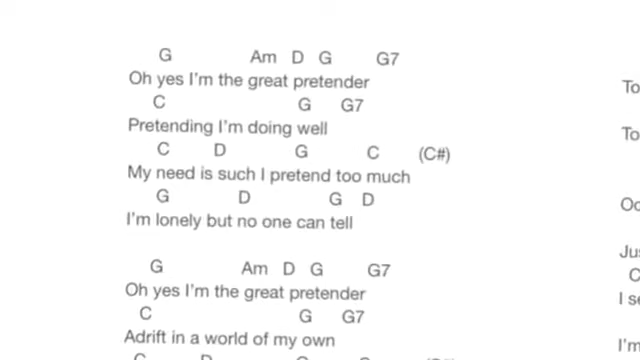 G Am D G G7
Oh yes I'm the great pretender
C G G7
Pretending I'm doing well
C D G C (C#)
My need is such I pretend too much
G D G D
I'm lonely but no one can tell
G Am D G G7
Oh yes I'm the great pretender
C G G7
Adrift in a world of my own
To
To
Jus
C
I'm